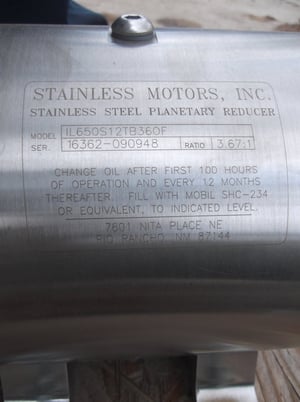 STAINLESS MOTORS, INC.
STAINLESS STEEL PLANETARY REDUCER
MODEL IL650S12TB360F
SER. 16362-090948 RATIO 3.67:1
CHANGE OIL AFTER FIRST 100 HOURS
OF OPERATION AND EVERY 12 MONTHS
THEREAFTER. FILL WITH MOBIL SHC-234
OR EQUIVALENT, TO INDICATED LEVEL.
7601 NITA PLACE NE
RIO RANCHO, NM 87144